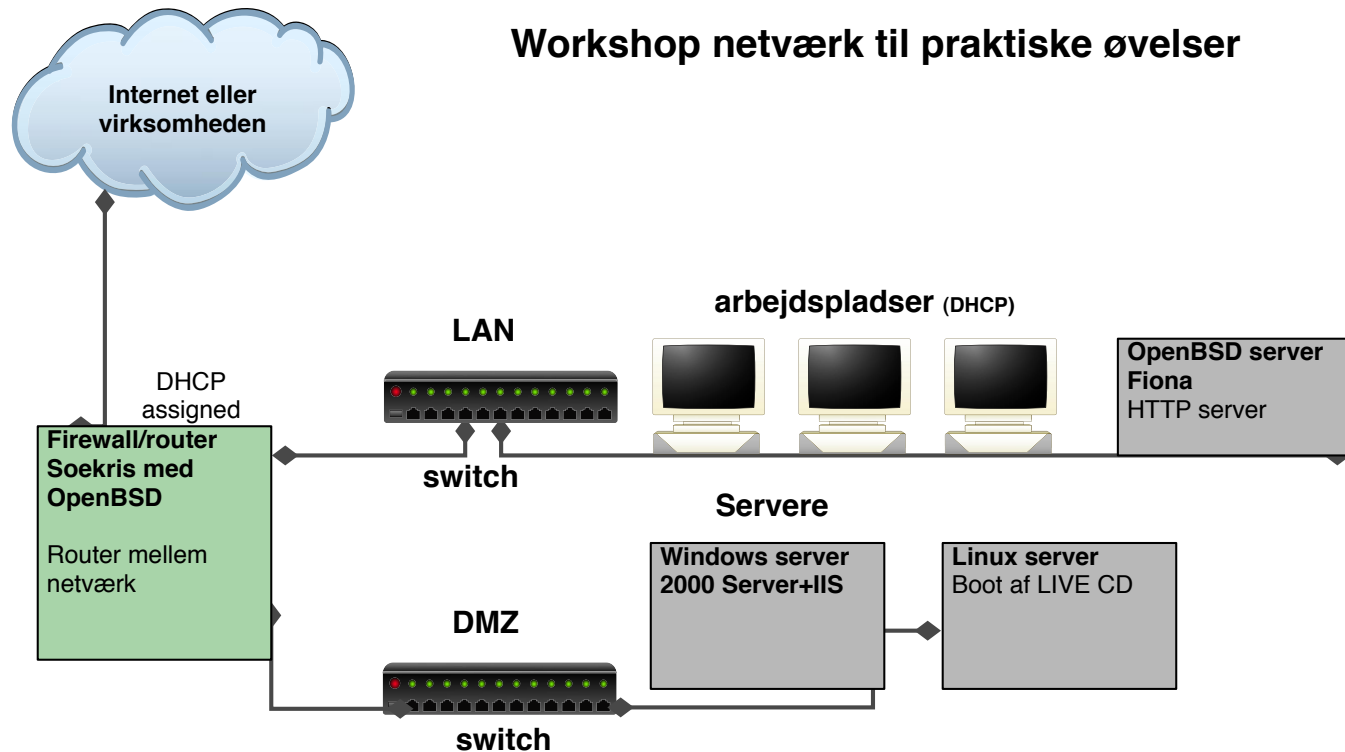 Workshop netværk til praktiske øvelser
Internet eller
virksomheden
arbejdspladser (DHCP)
LAN
OpenBSD server
Fiona
HTTP server
DHCP
assigned
Firewall/router
Soekris med
OpenBSD
Router mellem
netværk
switch
Servere
Windows server
2000 Server+IIS
Linux server
Boot af LIVE CD
DMZ
switch